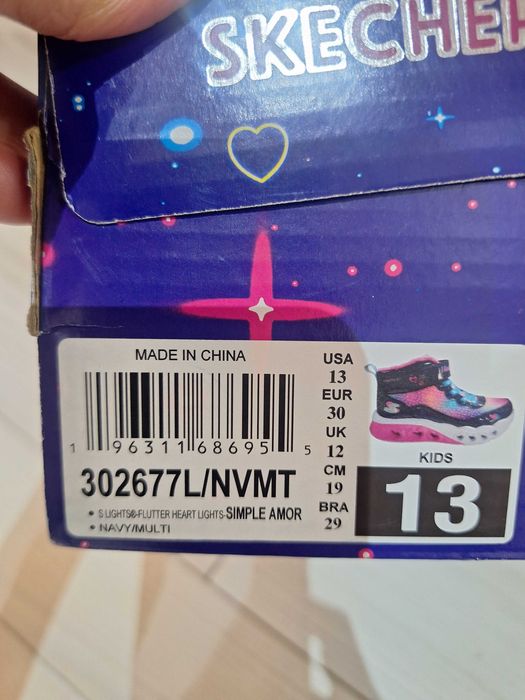 SKECHER
MADE IN CHINA
1 96311 68695 5
302677L/NVMT
• S LIGHTS®-FLUTTER HEART LIGHTS-SIMPLE AMOR
• NAVY/MULTI
USA
13
EUR
30
UK
12
CM
19
BRA
29
KIDS
13